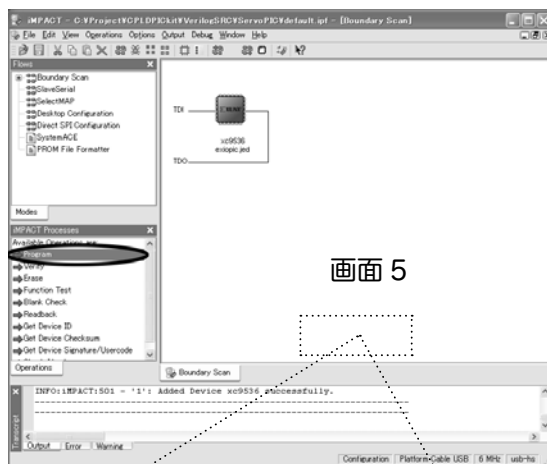 iMPACT - C:¥Project¥CPLDPICkit¥VerilogSRC¥ServoPIC¥default.ipf - [Boundary Scan]
File Edit View Operations Options Output Debug Window Help
Flows
Boundary Scan
SlaveSerial
SelectMAP
Desktop Configuration
Direct SPI Configuration
SystemACE
PROM File Formatter
Modes
TDI
XILINX
xc9536
exiopic.jed
TDO
iMPACT Processes
Available Operations are
Program
Verify
Erase
Function Test
Blank Check
Readback
Get Device ID
Get Device Checksum
Get Device Signature/Usercode
Operations
画面 5
Boundary Scan
INFO:iMPACT:501 - '1': Added Device xc9536 successfully.
Transcript
Output Error Warning
Configuration Platform Cable USB 6 MHz usb-hs